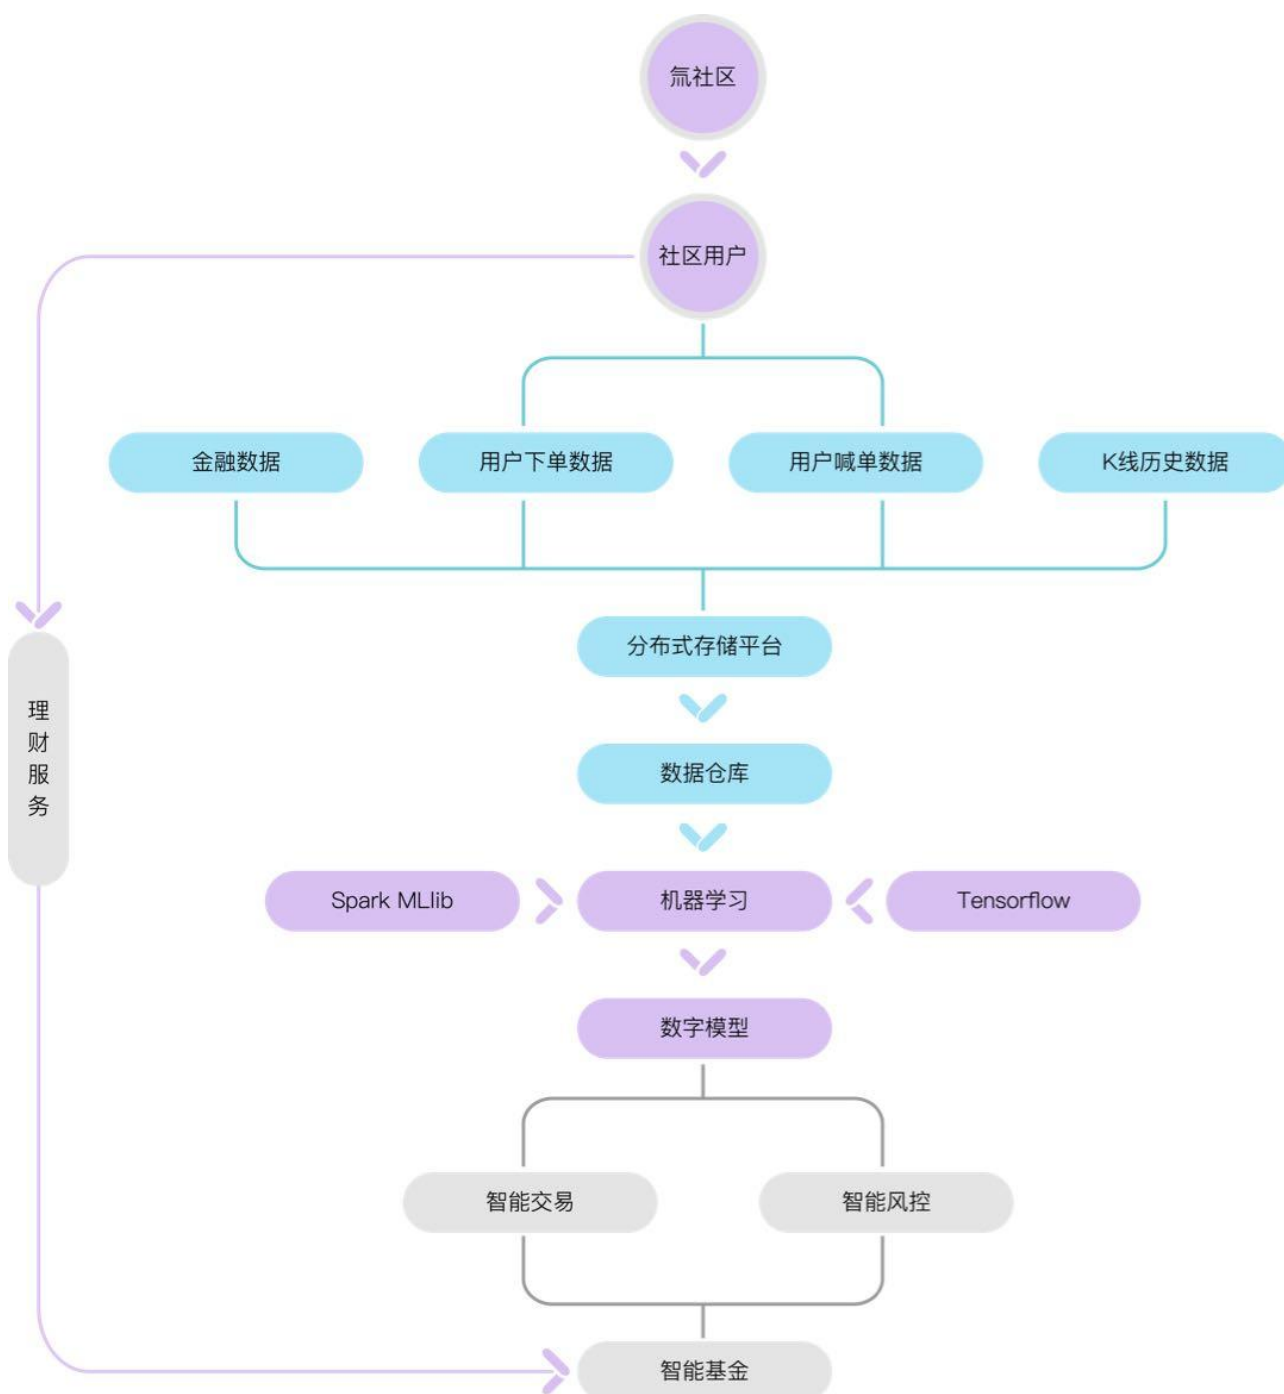 氚社区
社区用户
金融数据
用户下单数据
用户喊单数据
K线历史数据
分布式存储平台
理财服务
数据仓库
Spark MLlib
机器学习
Tensorflow
数字模型
智能交易
智能风控
智能基金